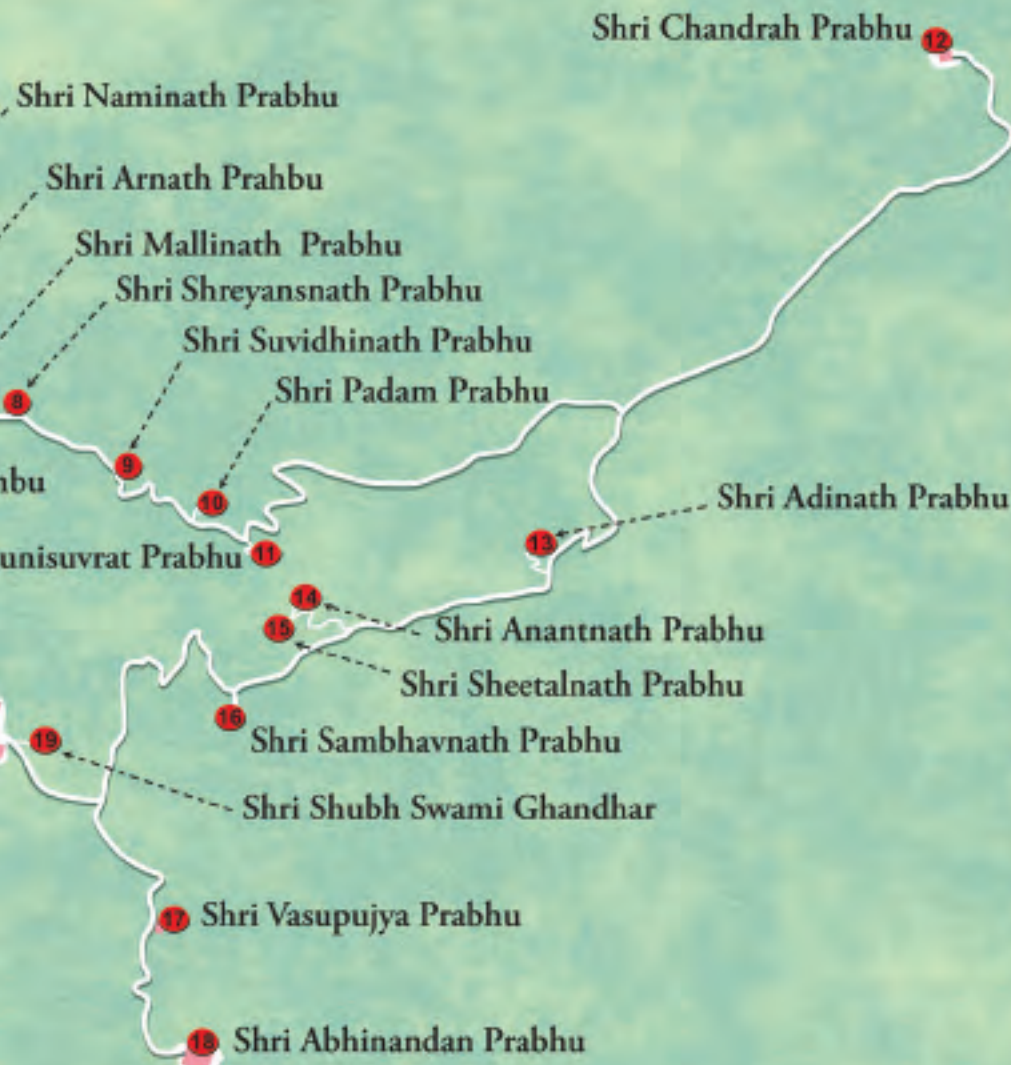 Shri Chandrah Prabhu 12
Shri Naminath Prabhu
Shri Arnath Prahbu
Shri Mallinath Prabhu
Shri Shreyansnath Prabhu
Shri Suvidhinath Prabhu
Shri Padam Prabhu
8
9
10
hbu
Shri Adinath Prabhu
13
unisuvrat Prabhu 11
14
15
Shri Anantnath Prabhu
Shri Sheetalnath Prabhu
16
Shri Sambhavnath Prabhu
19
Shri Shubh Swami Ghandhar
17 Shri Vasupujya Prabhu
18 Shri Abhinandan Prabhu